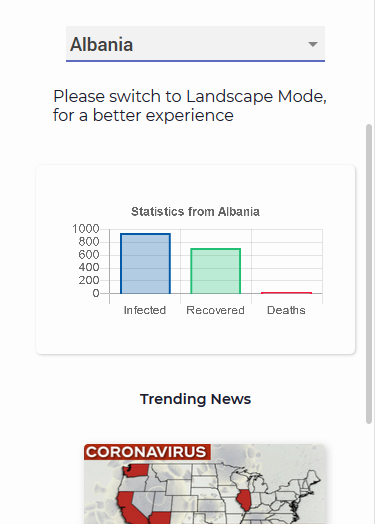 Albania
Please switch to Landscape Mode,
for a better experience
Statistics from Albania
1000
800
600
400
200
0
Infected Recovered Deaths
Trending News
CORONAVIRUS